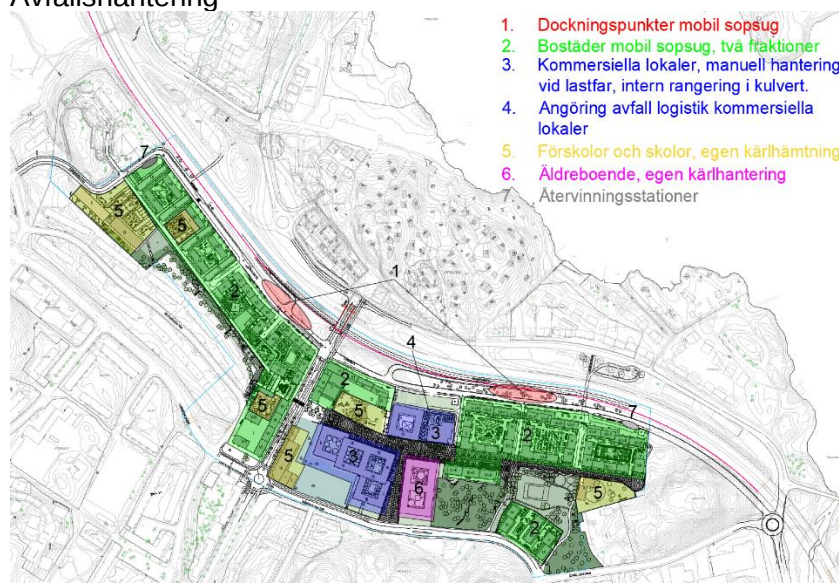 Avfallshantering
1. Dockningspunkter mobil sopsug
2. Bostäder mobil sopsug, två fraktioner
3. Kommersiella lokaler, manuell hantering
vid lastfar, intern rangering i kulvert.
4. Angöring avfall logistik kommersiella
lokaler
5. Förskolor och skolor, egen kärlhämtning
6. Äldreboende, egen kärlhantering
7. Återvinningsstationer
7
5
5
1
2
4
2
7
5
5
3
2
3
5
6
5
2